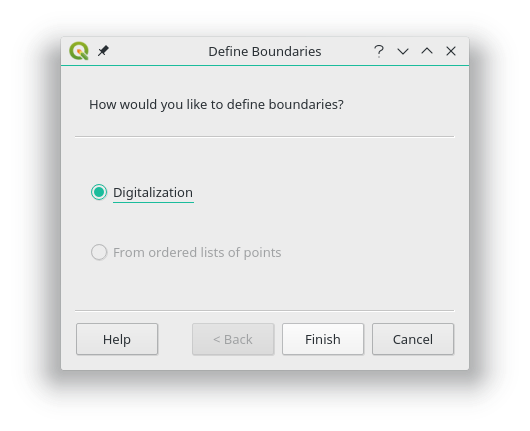 Define Boundaries
How would you like to define boundaries?
Digitalization
From ordered lists of points
Help
< Back
Finish
Cancel